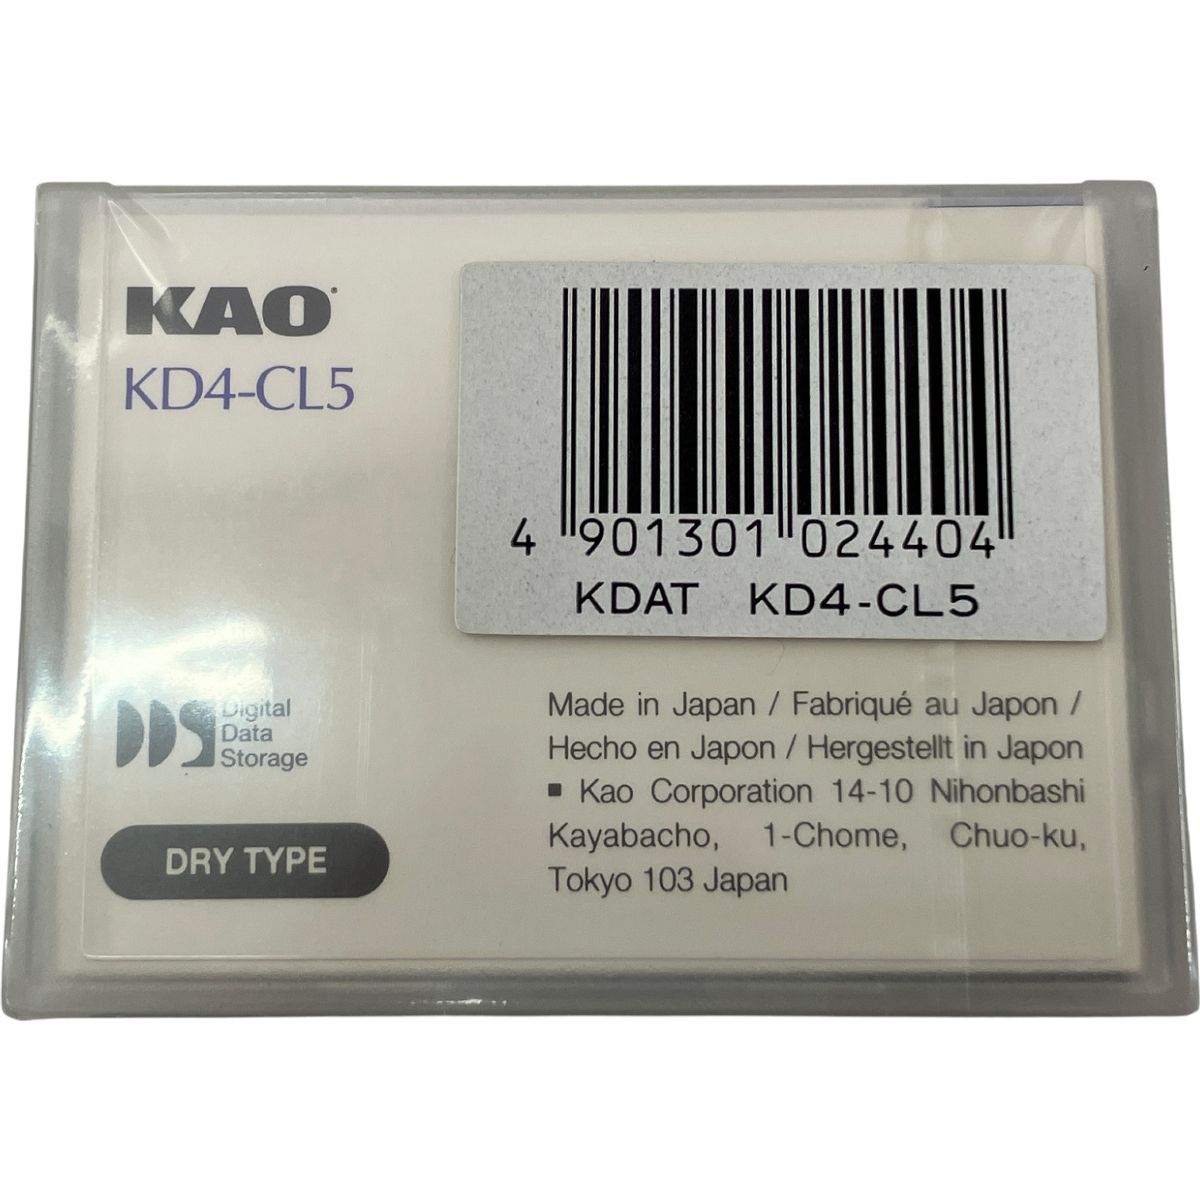 KAO
KD4-CL5
4 901301 024404
KDAT KD4-CL5
DDS Digital
Data
Storage
DRY TYPE
Made in Japan / Fabriqué au Japon /
Hecho en Japon / Hergestellt in Japon
▪ Kao Corporation 14-10 Nihonbashi
Kayabacho, 1-Chome, Chuo-ku,
Tokyo 103 Japan